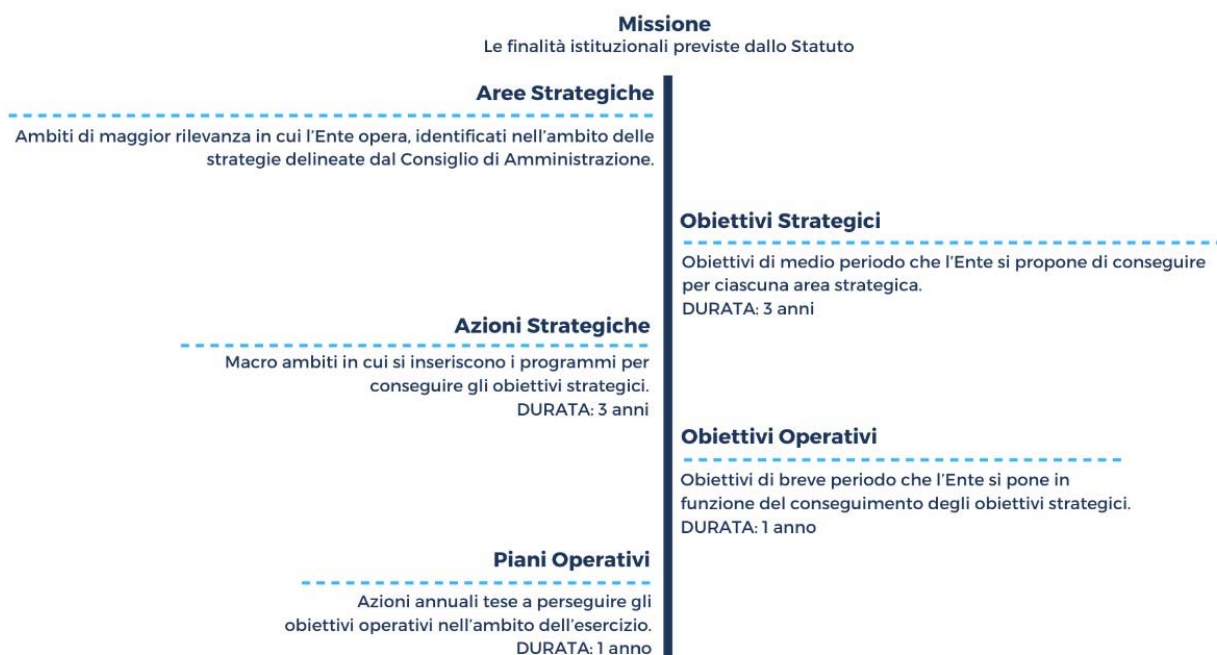 Missione
Le finalità istituzionali previste dallo Statuto
Aree Strategiche
Ambiti di maggior rilevanza in cui l'Ente opera, identificati nell'ambito delle
strategie delineate dal Consiglio di Amministrazione.
Obiettivi Strategici
Obiettivi di medio periodo che l'Ente si propone di conseguire
per ciascuna area strategica.
DURATA: 3 anni
Azioni Strategiche
Macro ambiti in cui si inseriscono i programmi per
conseguire gli obiettivi strategici.
DURATA: 3 anni
Obiettivi Operativi
Obiettivi di breve periodo che l'Ente si pone in
funzione del conseguimento degli obiettivi strategici.
DURATA: 1 anno
Piani Operativi
Azioni annuali tese a perseguire gli
obiettivi operativi nell'ambito dell'esercizio.
DURATA: 1 anno